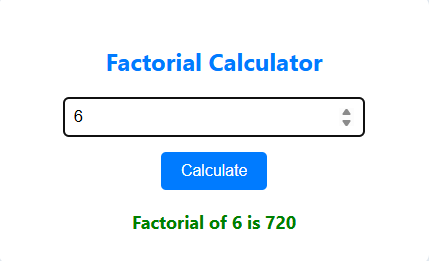 Factorial Calculator
6
Calculate
Factorial of 6 is 720